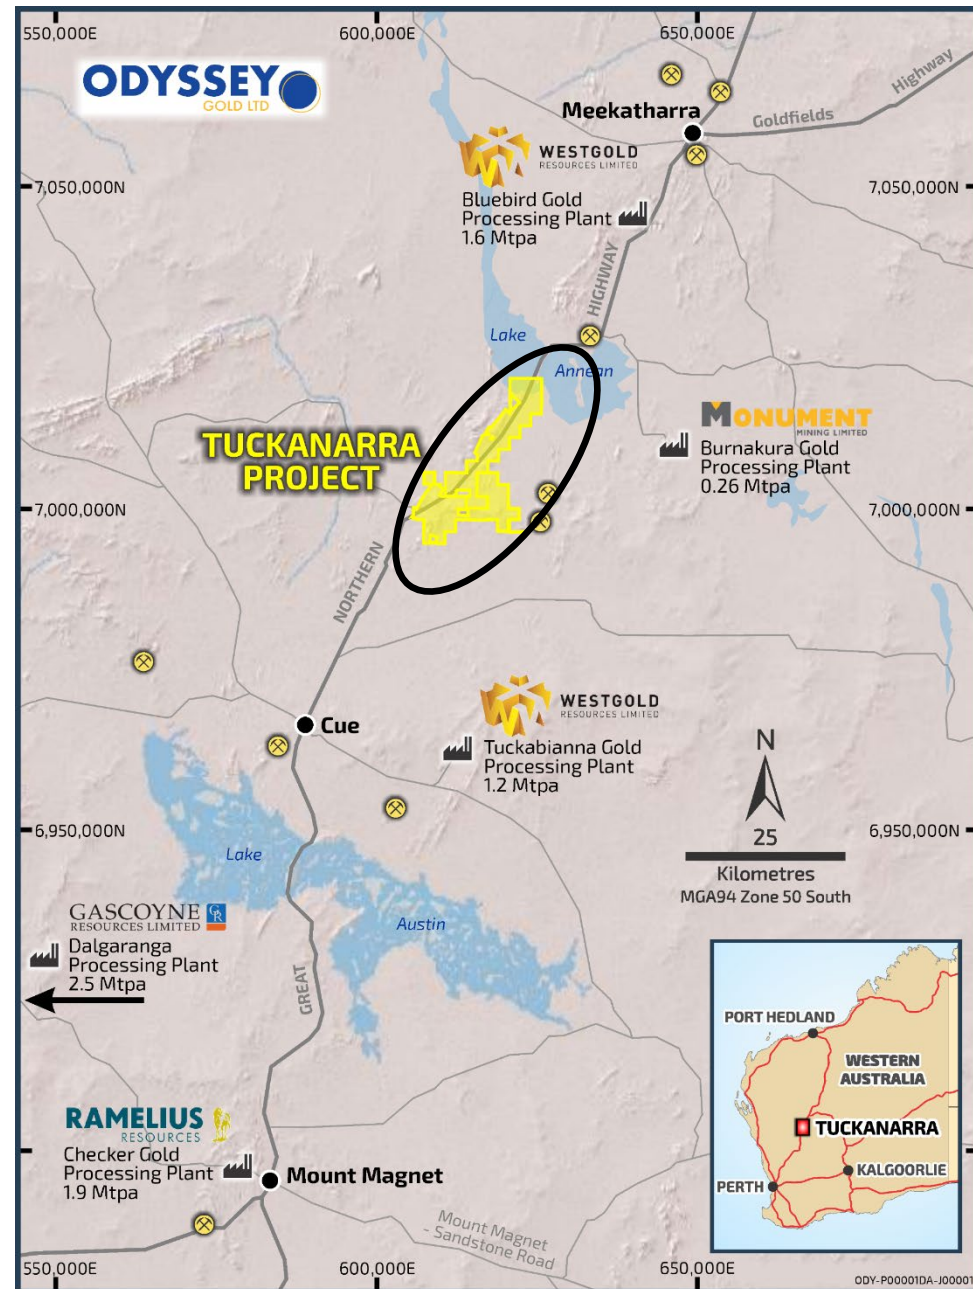 550,000E
600,000E
650,000E
ODYSSEY
GOLD LTD
Highway
Goldfields
Meekatharra
WESTGOLD
RESOURCES LIMITED
7,050,000N
7,050,000N
Bluebird Gold
Processing Plant
1.6 Mtpa
HIGHWAY
Lake
Annean
TUCKANARRA
PROJECT
MONUMENT
MINING LIMITED
Burnakura Gold
Processing Plant
0.26 Mtpa
7,000,000N
7,000,000N
NORTHERN
Cue
WESTGOLD
RESOURCES LIMITED
Tuckabianna Gold
Processing Plant
1.2 Mtpa
N
25
Kilometres
MGA94 Zone 50 South
6,950,000N
6,950,000N
Lake
Austin
GASCOYNE GR
RESOURCES LIMITED
Dalgaranga
Processing Plant
2.5 Mtpa
GREAT
PORT HEDLAND
WESTERN
AUSTRALIA
TUCKANARRA
KALGOORLIE
PERTH
RAMELIUS
RESOURCES
Checker Gold
Processing Plant
1.9 Mtpa
Mount Magnet
Mount Magnet
- Sandstone Road
550,000E
600,000E
650,000E
ODY-P00001DA-J00001